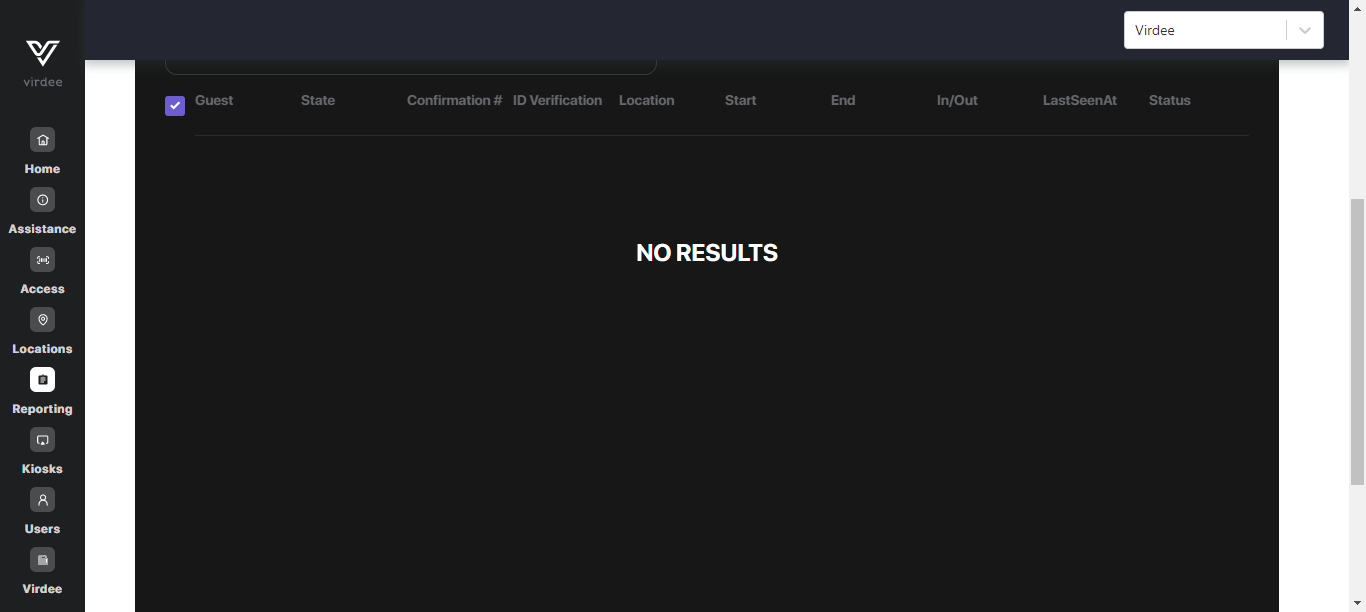 Virdee
virdee
Guest State Confirmation # ID Verification Location Start End In/Out LastSeenAt Status
Home
Assistance
NO RESULTS
Access
Locations
Reporting
Kiosks
Users
Virdee